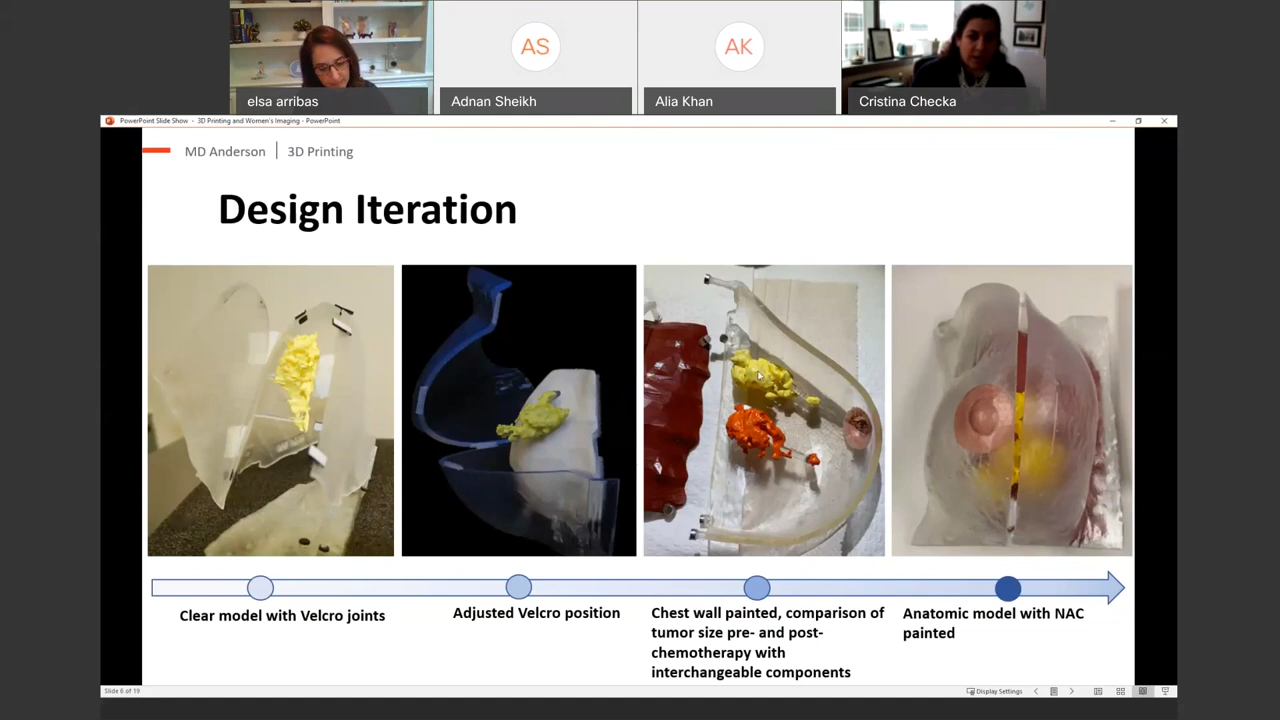 AS
AK
elsa arribas
Adnan Sheikh
Alia Khan
Cristina Checka
PowerPoint Slide Show - 3D Printing and Women's Imaging - PowerPoint
MD Anderson | 3D Printing
Design Iteration
Clear model with Velcro joints
Adjusted Velcro position
Chest wall painted, comparison of
tumor size pre- and post-
chemotherapy with
interchangeable components
Anatomic model with NAC
painted
Slide 6 of 19
Display Settings